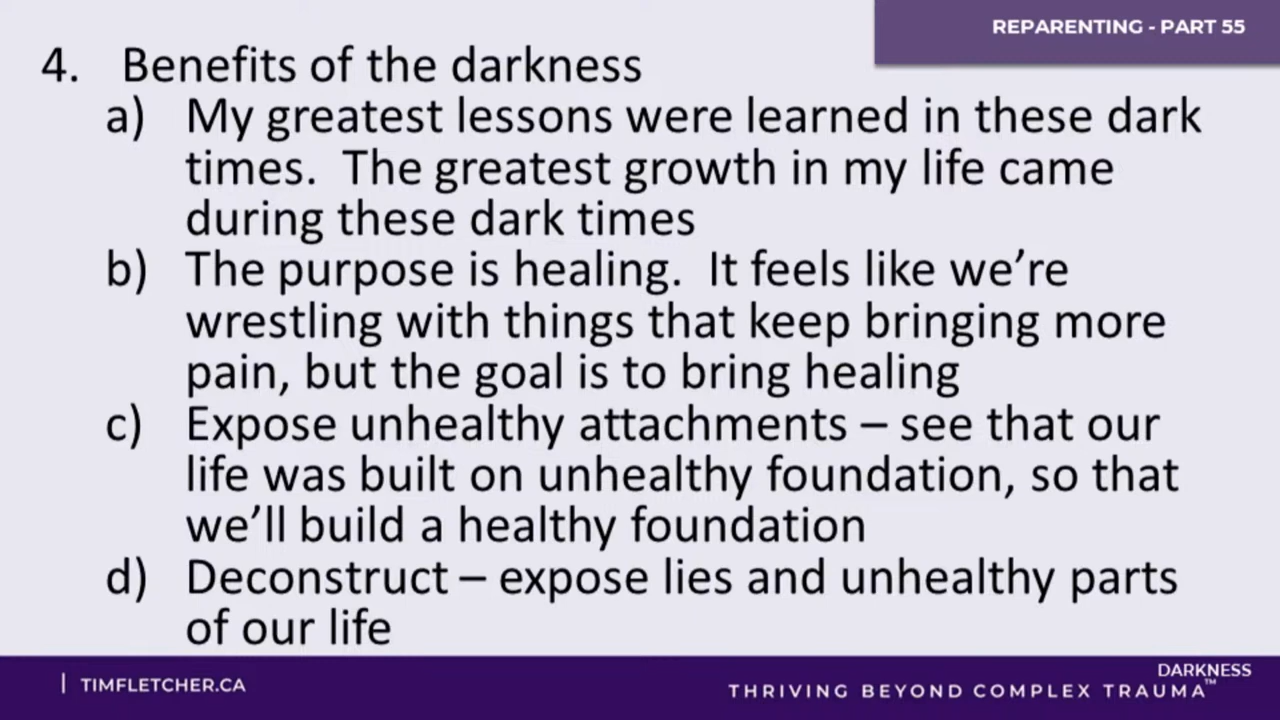 REPARENTING - PART 55
4. Benefits of the darkness
a) My greatest lessons were learned in these dark
times.  The greatest growth in my life came
during these dark times
b) The purpose is healing.  It feels like we’re
wrestling with things that keep bringing more
pain, but the goal is to bring healing
c) Expose unhealthy attachments – see that our
life was built on unhealthy foundation, so that
we’ll build a healthy foundation
d) Deconstruct – expose lies and unhealthy parts
of our life
| TIMFLETCHER.CA
DARKNESS
THRIVING BEYOND COMPLEX TRAUMA™